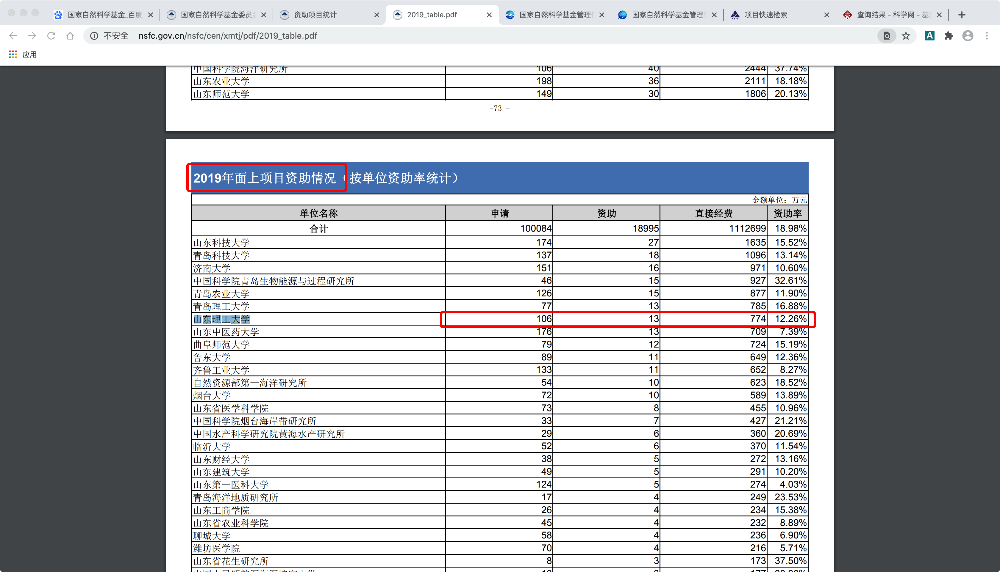 国家自然科学基金_百度
国家自然科学基金委员会
资助项目统计
2019_table.pdf
国家自然科学基金管理信
国家自然科学基金管理信
项目快速检索
查询结果 - 科学网 - 基金
不安全 nsfc.gov.cn/nsfc/cen/xmtj/pdf/2019_table.pdf
应用
中国科学院海洋研究所 106 40 2444 37.74%
山东农业大学 198 36 2111 18.18%
山东师范大学 149 30 1806 20.13%
-73 -
2019年面上项目资助情况（按单位资助率统计）
金额单位：万元
单位名称 申请 资助 直接经费 资助率
合计 100084 18995 1112699 18.98%
山东科技大学 174 27 1635 15.52%
青岛科技大学 137 18 1096 13.14%
济南大学 151 16 971 10.60%
中国科学院青岛生物能源与过程研究所 46 15 927 32.61%
青岛农业大学 126 15 877 11.90%
青岛理工大学 77 13 785 16.88%
山东理工大学 106 13 774 12.26%
山东中医药大学 176 13 709 7.39%
曲阜师范大学 79 12 724 15.19%
鲁东大学 89 11 649 12.36%
齐鲁工业大学 133 11 652 8.27%
自然资源部第一海洋研究所 54 10 623 18.52%
烟台大学 72 10 589 13.89%
山东省医学科学院 73 8 455 10.96%
中国科学院烟台海岸带研究所 33 7 427 21.21%
中国水产科学研究院黄海水产研究所 29 6 360 20.69%
临沂大学 52 6 370 11.54%
山东财经大学 38 5 272 13.16%
山东建筑大学 49 5 291 10.20%
山东第一医科大学 124 5 274 4.03%
青岛海洋地质研究所 17 4 249 23.53%
山东工商学院 26 4 234 15.38%
山东省农业科学院 45 4 232 8.89%
聊城大学 58 4 236 6.90%
潍坊医学院 70 4 216 5.71%
山东省花生研究所 8 3 173 37.50%